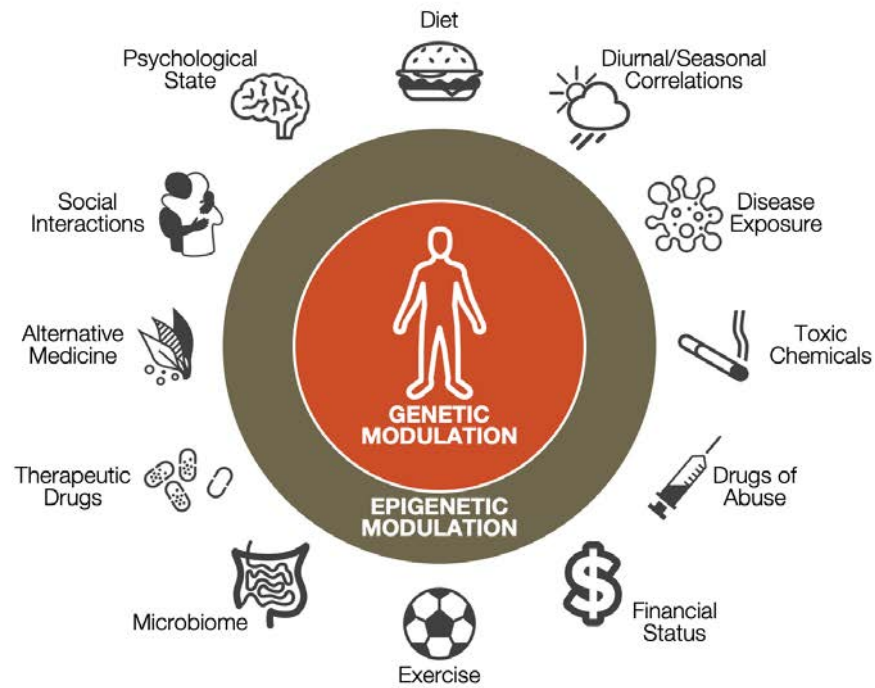 Diet
Diurnal/Seasonal
Correlations
Disease
Exposure
Toxic
Chemicals
Drugs of
Abuse
Financial
Status
Exercise
Microbiome
Therapeutic
Drugs
Alternative
Medicine
Social
Interactions
Psychological
State
GENETIC
MODULATION
EPIGENETIC
MODULATION